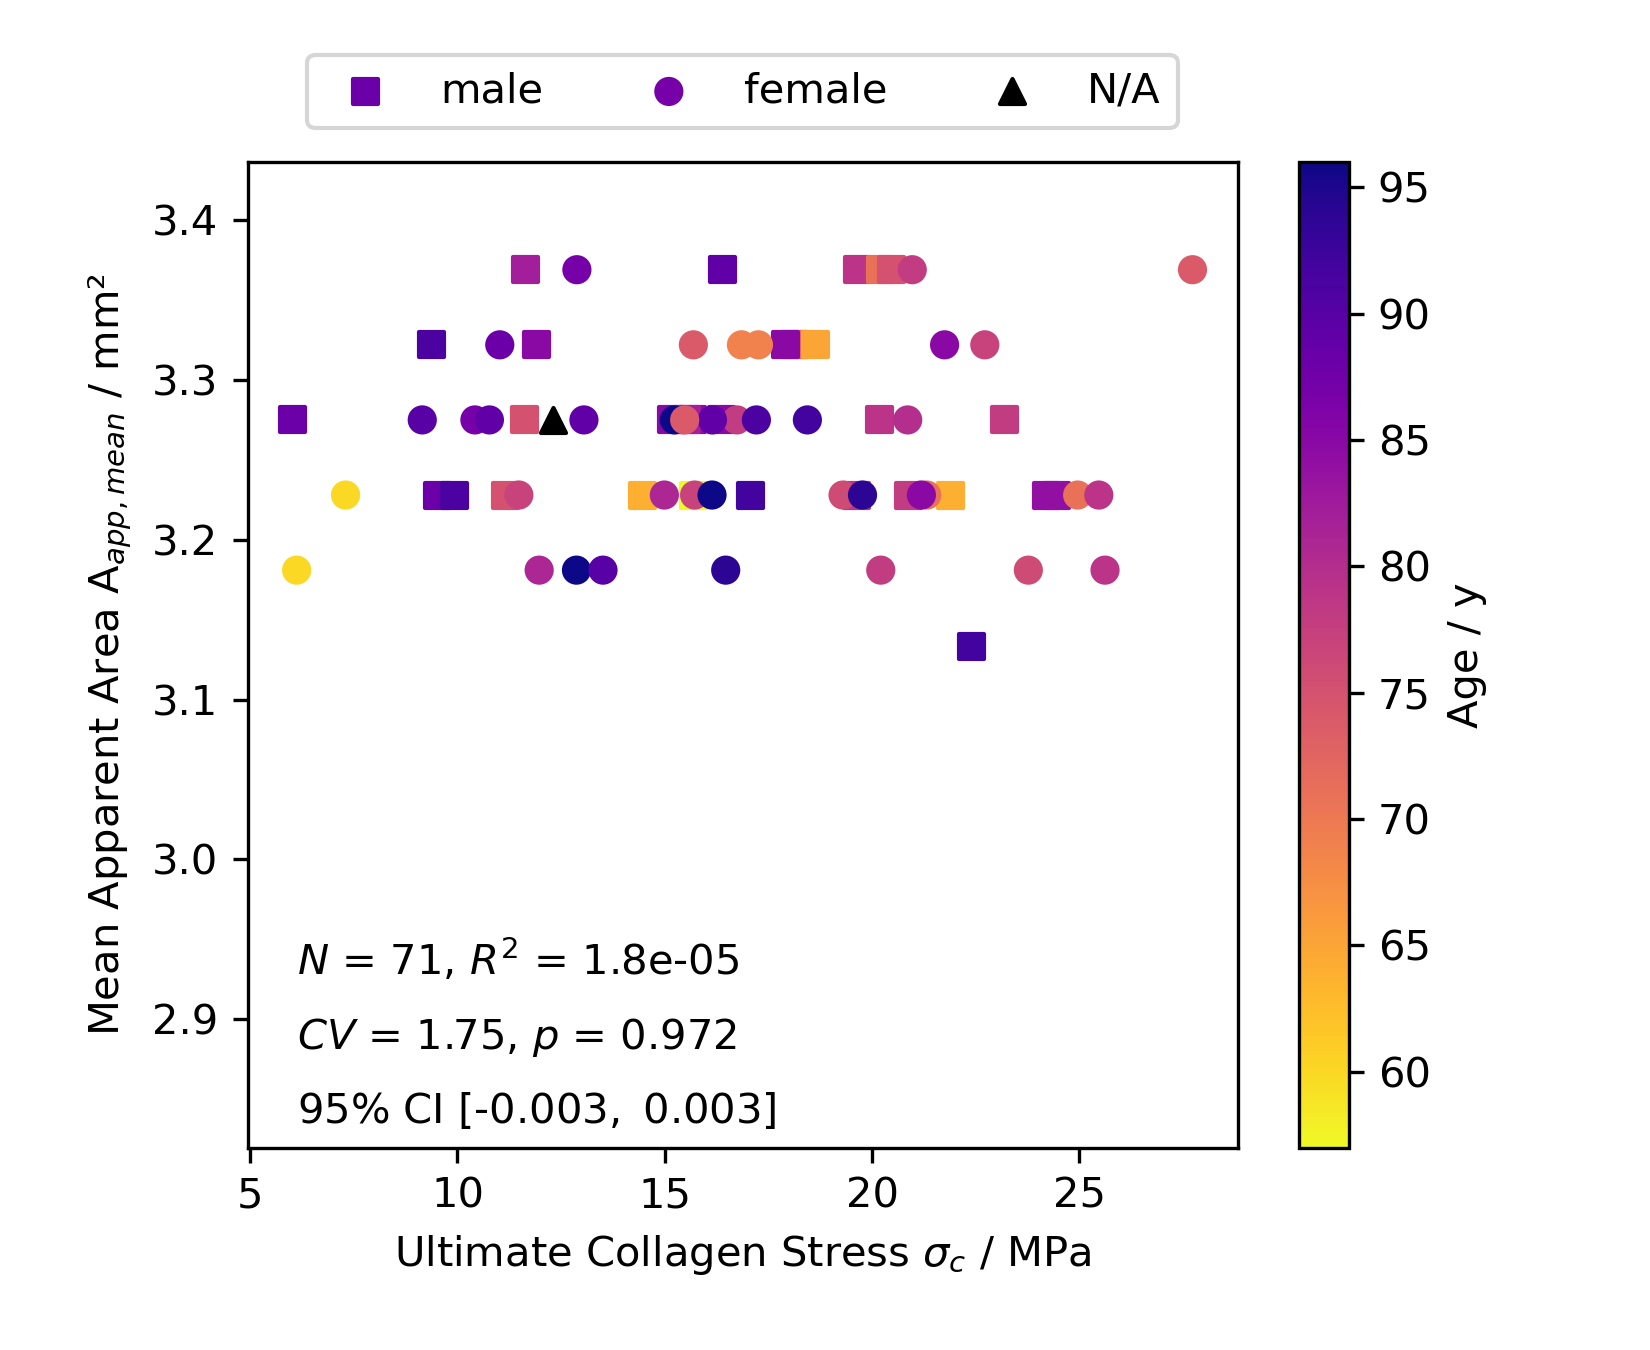 male female N/A
3.4
3.3
3.2
3.1
3.0
2.9
Mean Apparent Area A_app,mean / mm²
N = 71, R² = 1.8e-05
CV = 1.75, p = 0.972
95% CI [-0.003, 0.003]
5 10 15 20 25
Ultimate Collagen Stress σ_c / MPa
95
90
85
80
75
70
65
60
Age / y